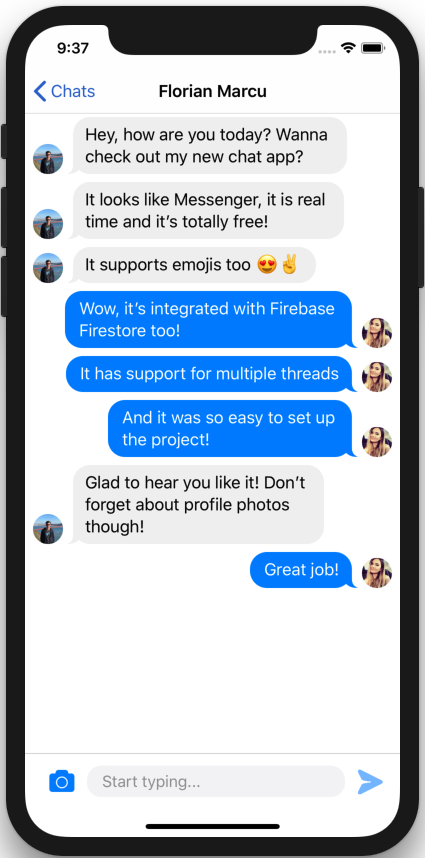 9:37
Chats
Florian Marcu
Hey, how are you today? Wanna
check out my new chat app?
It looks like Messenger, it is real
time and it’s totally free!
It supports emojis too 😍✌️
Wow, it’s integrated with Firebase
Firestore too!
It has support for multiple threads
And it was so easy to set up
the project!
Glad to hear you like it! Don’t
forget about profile photos
though!
Great job!
Start typing...